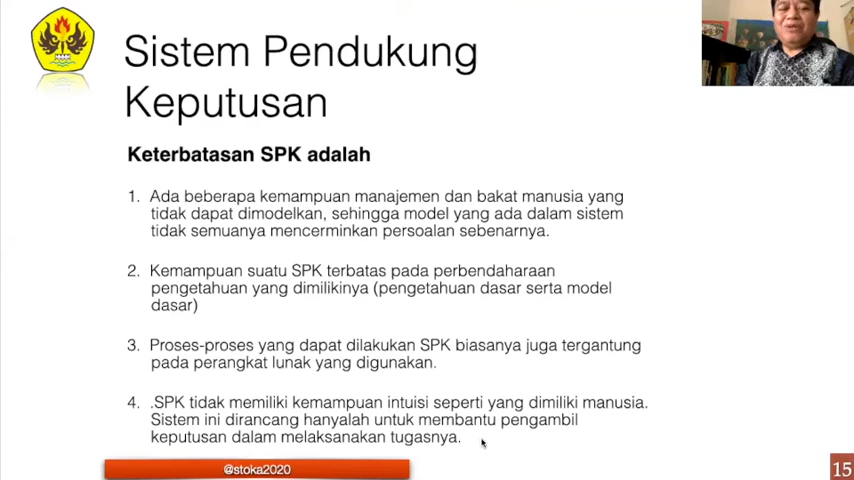 Sistem Pendukung
Keputusan
Keterbatasan SPK adalah
1. Ada beberapa kemampuan manajemen dan bakat manusia yang
tidak dapat dimodelkan, sehingga model yang ada dalam sistem
tidak semuanya mencerminkan persoalan sebenarnya.
2. Kemampuan suatu SPK terbatas pada perbendaharaan
pengetahuan yang dimilikinya (pengetahuan dasar serta model
dasar)
3. Proses-proses yang dapat dilakukan SPK biasanya juga tergantung
pada perangkat lunak yang digunakan.
4. .SPK tidak memiliki kemampuan intuisi seperti yang dimiliki manusia.
Sistem ini dirancang hanyalah untuk membantu pengambil
keputusan dalam melaksanakan tugasnya.
@stoka2020
15